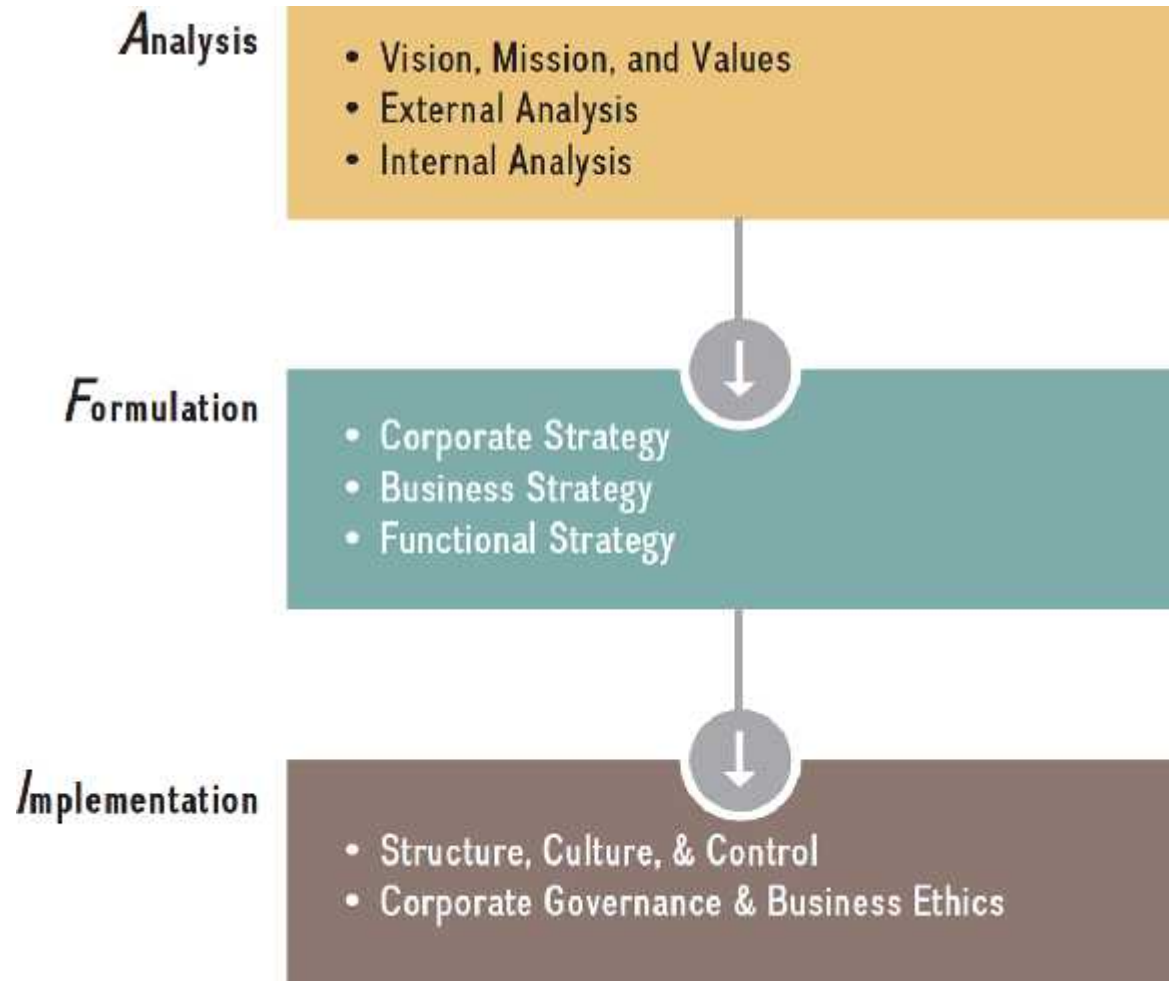 Analysis
• Vision, Mission, and Values
• External Analysis
• Internal Analysis
Formulation
• Corporate Strategy
• Business Strategy
• Functional Strategy
Implementation
• Structure, Culture, & Control
• Corporate Governance & Business Ethics